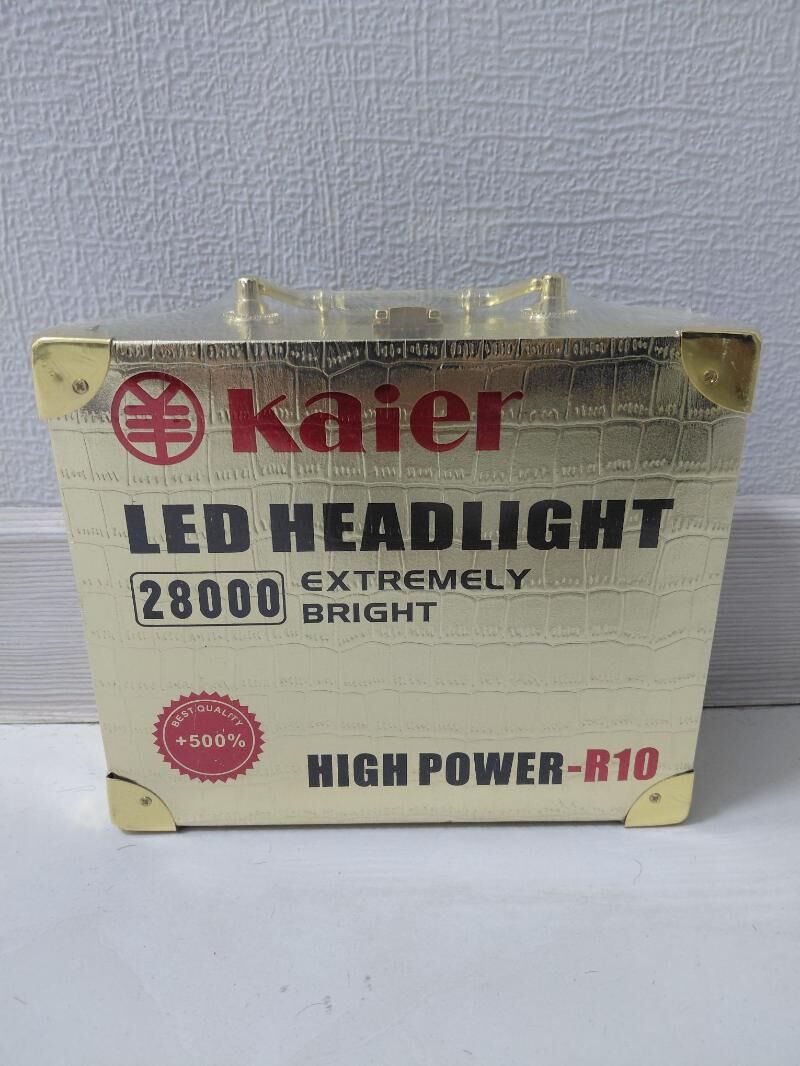 kaier
LED HEADLIGHT
28000 EXTREMELY
BRIGHT
BEST QUALITY
+500%
HIGH POWER-R10